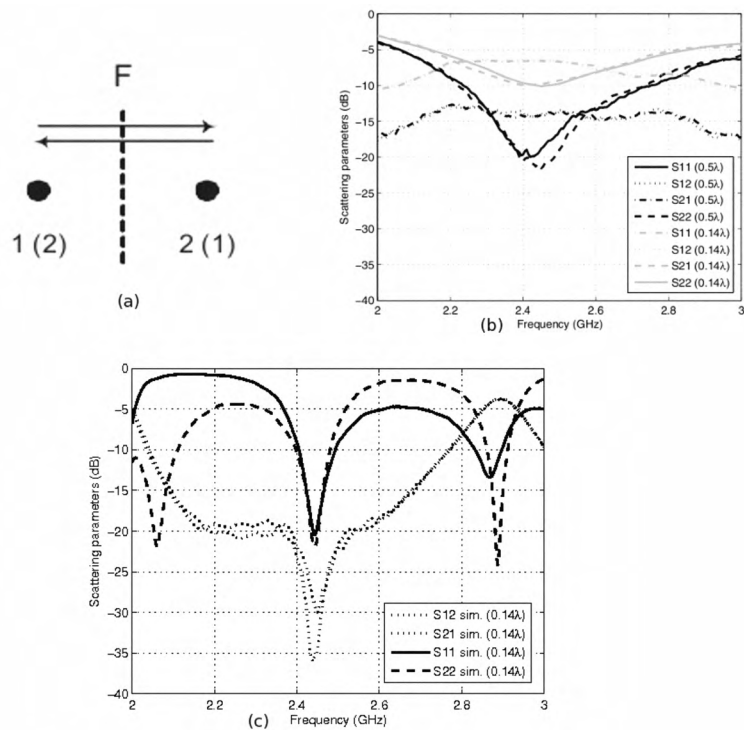 F
1 (2) 2 (1)
(a)
0
−5
−10
−15
−20
−25
−30
−35
−40
Scattering parameters (dB)
S11 (0.5λ)
S12 (0.5λ)
S21 (0.5λ)
S22 (0.5λ)
S11 (0.14λ)
S12 (0.14λ)
S21 (0.14λ)
S22 (0.14λ)
2 2.2 2.4 2.6 2.8 3
(b) Frequency (GHz)
0
−5
−10
−15
−20
−25
−30
−35
−40
Scattering parameters (dB)
S12 sim. (0.14λ)
S21 sim. (0.14λ)
S11 sim. (0.14λ)
S22 sim. (0.14λ)
2 2.2 2.4 2.6 2.8 3
(c) Frequency (GHz)